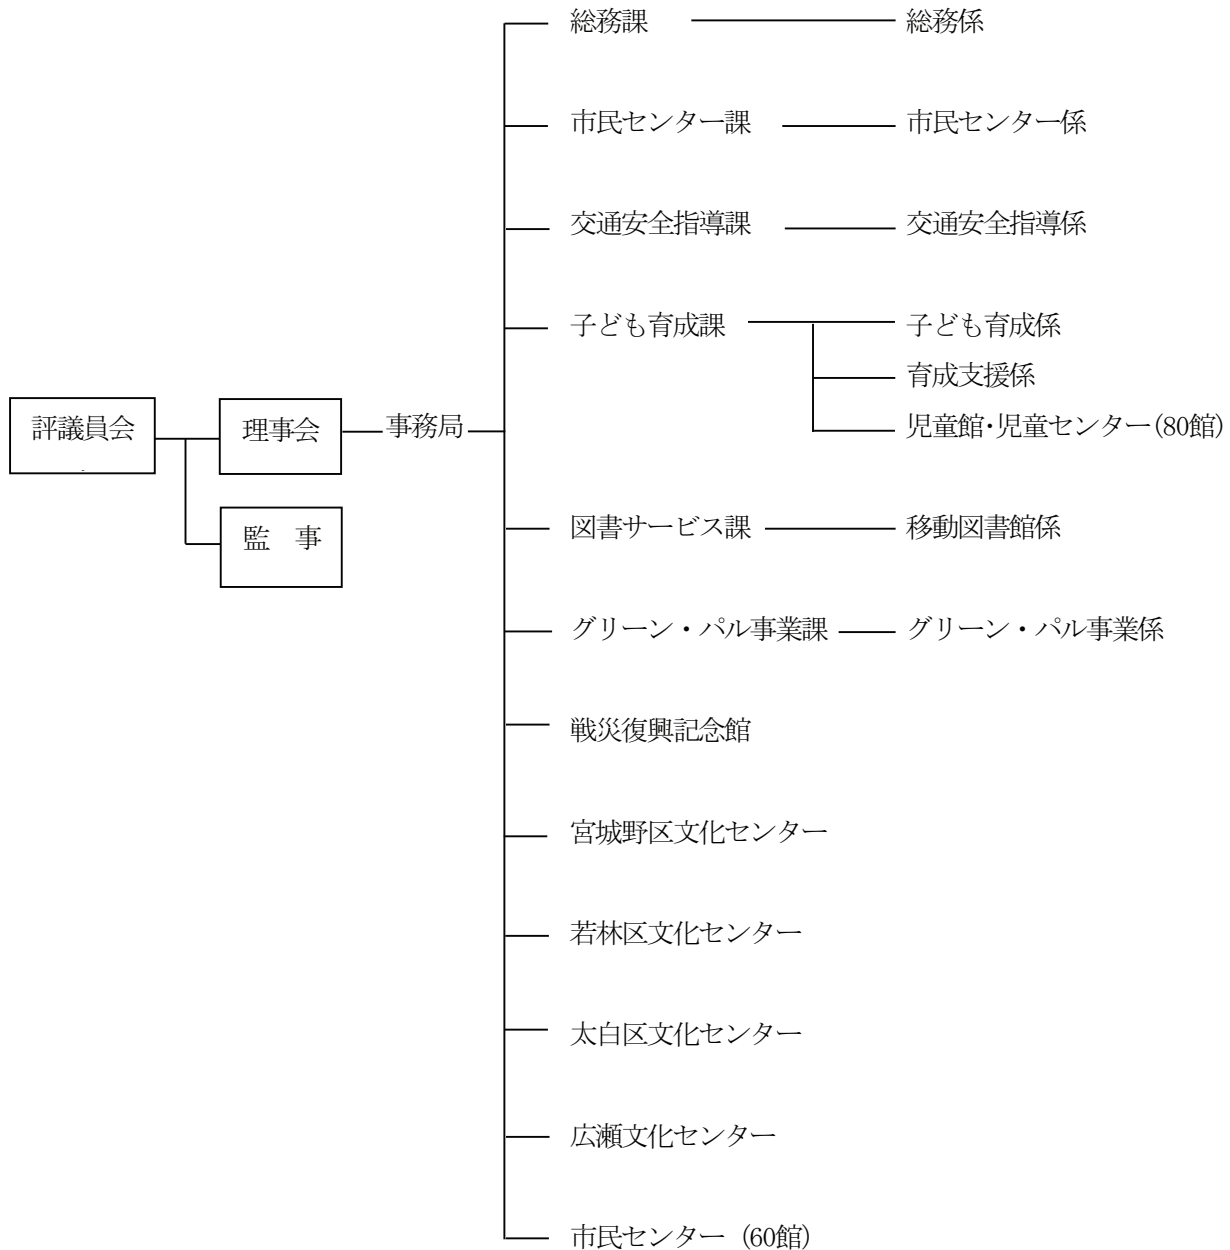 総務課 総務係
市民センター課 市民センター係
交通安全指導課 交通安全指導係
子ども育成課 子ども育成係
育成支援係
児童館・児童センター(80館)
評議員会 理事会 事務局
監　事
図書サービス課 移動図書館係
グリーン・パル事業課 グリーン・パル事業係
戦災復興記念館
宮城野区文化センター
若林区文化センター
太白区文化センター
広瀬文化センター
市民センター (60館)